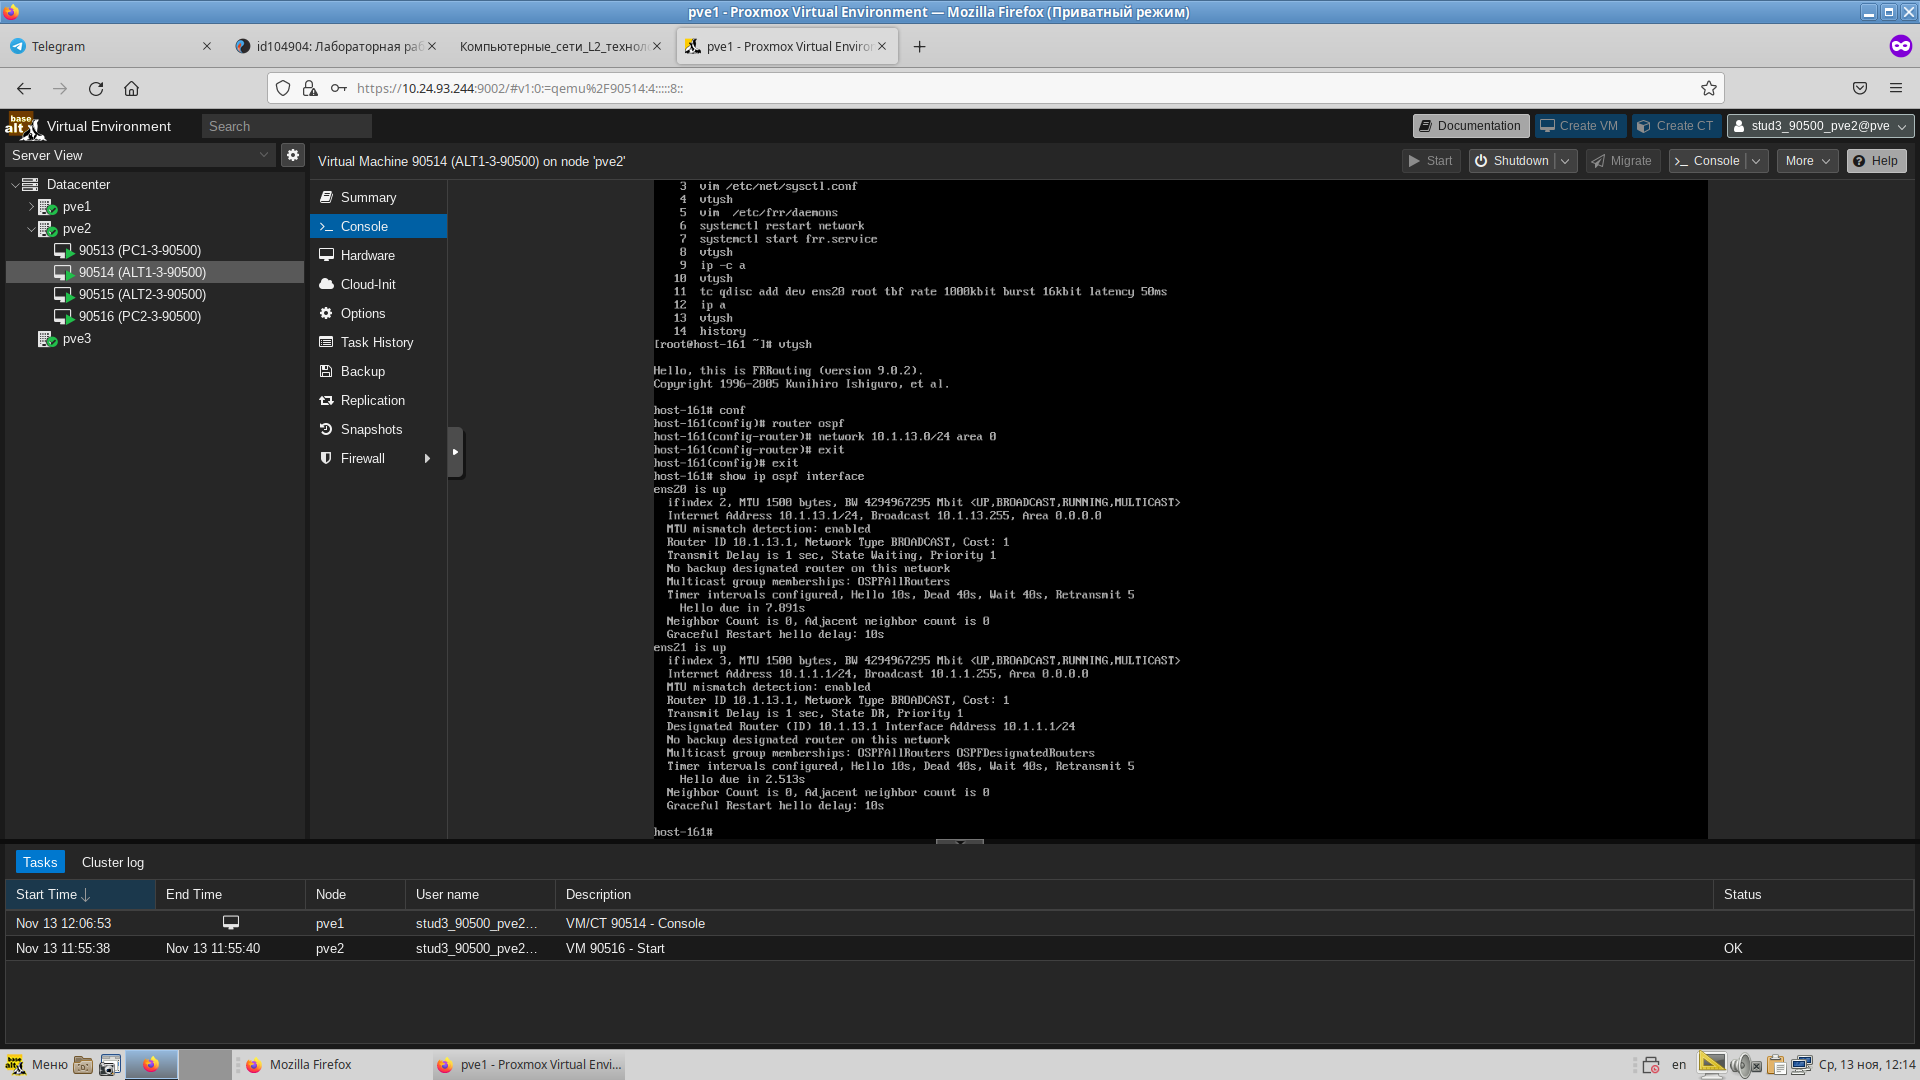 pve1 - Proxmox Virtual Environment — Mozilla Firefox (Приватный режим)
Telegram
id104904: Лабораторная раб
Компьютерные_сети_L2_технол
pve1 - Proxmox Virtual Environ
https://10.24.93.244:9002/#v1:0:=qemu%2F90514:4:::::8::
base alt
Virtual Environment
Search
Documentation
Create VM
Create CT
stud3_90500_pve2@pve
Server View
Virtual Machine 90514 (ALT1-3-90500) on node 'pve2'
Start
Shutdown
Migrate
Console
More
Help
Datacenter
pve1
pve2
90513 (PC1-3-90500)
90514 (ALT1-3-90500)
90515 (ALT2-3-90500)
90516 (PC2-3-90500)
pve3
Summary
Console
Hardware
Cloud-Init
Options
Task History
Backup
Replication
Snapshots
Firewall
3 vim /etc/net/sysctl.conf
4 vtysh
5 vim /etc/frr/daemons
6 systemctl restart network
7 systemctl start frr.service
8 vtysh
9 ip -c a
10 vtysh
11 tc qdisc add dev ens20 root tbf rate 1000kbit burst 16kbit latency 50ms
12 ip a
13 vtysh
14 history
[root@host-161 ~]# vtysh
Hello, this is FRRouting (version 9.0.2).
Copyright 1996-2005 Kunihiro Ishiguro, et al.
host-161# conf
host-161(config)# router ospf
host-161(config-router)# network 10.1.13.0/24 area 0
host-161(config-router)# exit
host-161(config)# exit
host-161# show ip ospf interface
ens20 is up
ifindex 2, MTU 1500 bytes, BW 4294967295 Mbit <UP,BROADCAST,RUNNING,MULTICAST>
Internet Address 10.1.13.1/24, Broadcast 10.1.13.255, Area 0.0.0.0
MTU mismatch detection: enabled
Router ID 10.1.13.1, Network Type BROADCAST, Cost: 1
Transmit Delay is 1 sec, State Waiting, Priority 1
No backup designated router on this network
Multicast group memberships: OSPFAllRouters
Timer intervals configured, Hello 10s, Dead 40s, Wait 40s, Retransmit 5
Hello due in 7.891s
Neighbor Count is 0, Adjacent neighbor count is 0
Graceful Restart hello delay: 10s
ens21 is up
ifindex 3, MTU 1500 bytes, BW 4294967295 Mbit <UP,BROADCAST,RUNNING,MULTICAST>
Internet Address 10.1.1.1/24, Broadcast 10.1.1.255, Area 0.0.0.0
MTU mismatch detection: enabled
Router ID 10.1.13.1, Network Type BROADCAST, Cost: 1
Transmit Delay is 1 sec, State DR, Priority 1
Designated Router (ID) 10.1.13.1 Interface Address 10.1.1.1/24
No backup designated router on this network
Multicast group memberships: OSPFAllRouters OSPFDesignatedRouters
Timer intervals configured, Hello 10s, Dead 40s, Wait 40s, Retransmit 5
Hello due in 2.513s
Neighbor Count is 0, Adjacent neighbor count is 0
Graceful Restart hello delay: 10s
host-161#
Tasks
Cluster log
Start Time
End Time
Node
User name
Description
Status
Nov 13 12:06:53
pve1
stud3_90500_pve2...
VM/CT 90514 - Console
Nov 13 11:55:38
Nov 13 11:55:40
pve2
stud3_90500_pve2...
VM 90516 - Start
OK
Меню
Mozilla Firefox
pve1 - Proxmox Virtual Envi...
en
Ср, 13 ноя, 12:14